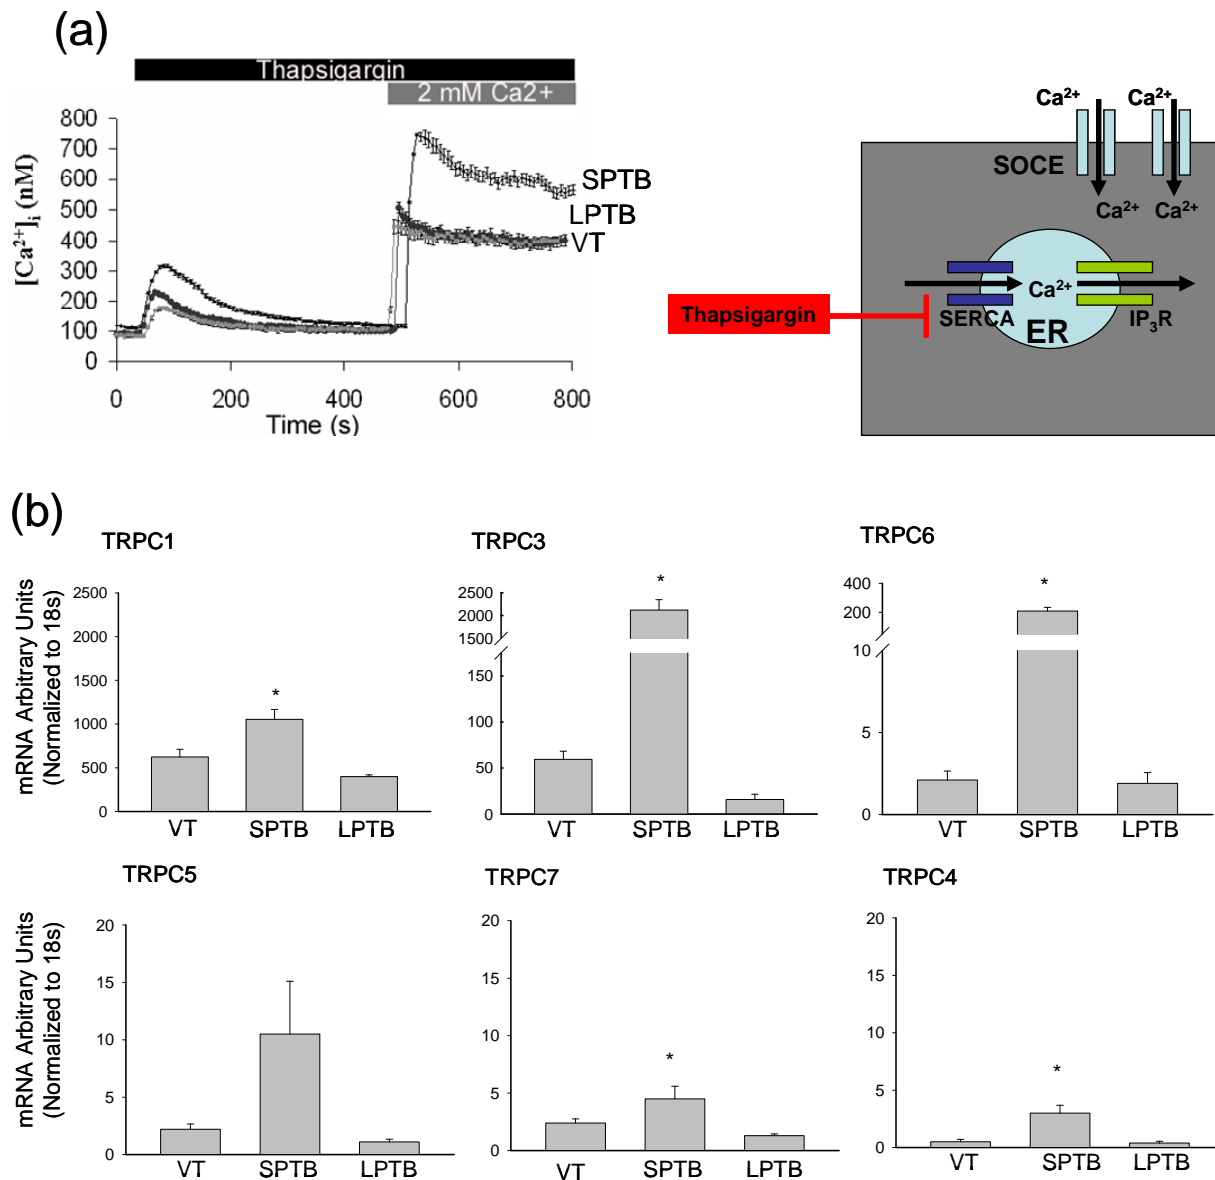 (a)
Thapsigargin
2 mM Ca2+
800
700
600
500
400
300
200
100
0
[Ca²⁺]ᵢ (nM)
0 200 400 600 800
Time (s)
SPTB
LPTB
VT
Ca²⁺ Ca²⁺
SOCE
Ca²⁺ Ca²⁺
Thapsigargin
Ca²⁺
SERCA
IP₃R
ER
(b)
TRPC1
mRNA Arbitrary Units
(Normalized to 18s)
2500
2000
1500
1000
500
0
*
VT SPTB LPTB
TRPC3
2500
2000
1500
150
100
50
0
*
VT SPTB LPTB
TRPC6
400
200
10
5
0
*
VT SPTB LPTB
TRPC5
mRNA Arbitrary Units
(Normalized to 18s)
20
15
10
5
0
VT SPTB LPTB
TRPC7
20
15
10
5
0
*
VT SPTB LPTB
TRPC4
20
15
10
5
0
*
VT SPTB LPTB